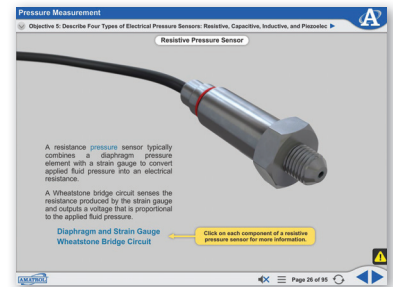 Pressure Measurement
Objective 5: Describe Four Types of Electrical Pressure Sensors: Resistive, Capacitive, Inductive, and Piezoelec
A
Resistive Pressure Sensor
A resistance pressure sensor typically
combines a diaphragm pressure
element with a strain gauge to convert
applied fluid pressure into an electrical
resistance.
A Wheatstone bridge circuit senses the
resistance produced by the strain gauge
and outputs a voltage that is proportional
to the applied fluid pressure.
Diaphragm and Strain Gauge
Wheatstone Bridge Circuit
Click on each component of a resistive
pressure sensor for more information.
AMATROL
Page 26 of 95